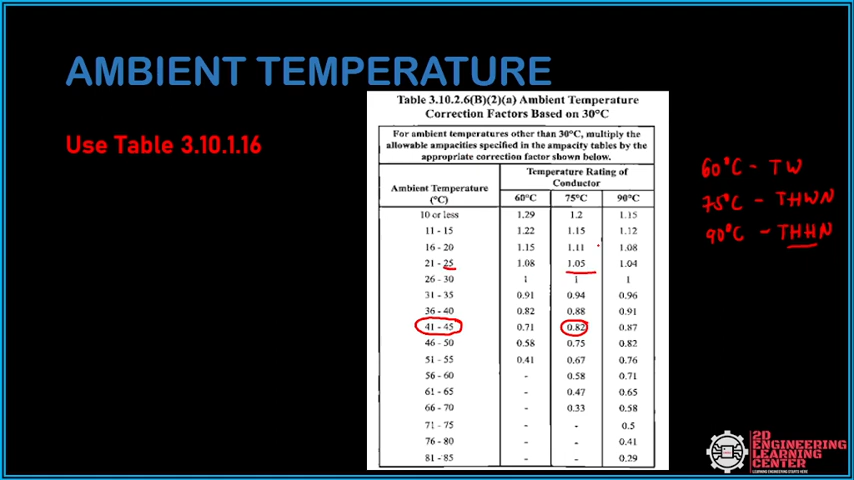 AMBIENT TEMPERATURE
Use Table 3.10.1.16
Table 3.10.2.6(B)(2)(a) Ambient Temperature
Correction Factors Based on 30°C
For ambient temperatures other than 30°C, multiply the
allowable ampacities specified in the ampacity tables by the
appropriate correction factor shown below.
Ambient Temperature
(°C)
Temperature Rating of
Conductor
60°C 75°C 90°C
10 or less 1.29 1.2 1.15
11 - 15 1.22 1.15 1.12
16 - 20 1.15 1.11 1.08
21 - 25 1.08 1.05 1.04
26 - 30 1 1 1
31 - 35 0.91 0.94 0.96
36 - 40 0.82 0.88 0.91
41 - 45 0.71 0.82 0.87
46 - 50 0.58 0.75 0.82
51 - 55 0.41 0.67 0.76
56 - 60 - 0.58 0.71
61 - 65 - 0.47 0.65
66 - 70 - 0.33 0.58
71 - 75 - - 0.5
76 - 80 - - 0.41
81 - 85 - - 0.29
60°C - TW
75°C - THWN
90°C - THHN
2D
ENGINEERING
LEARNING
CENTER
LEARNING ENGINEERING STARTS HERE